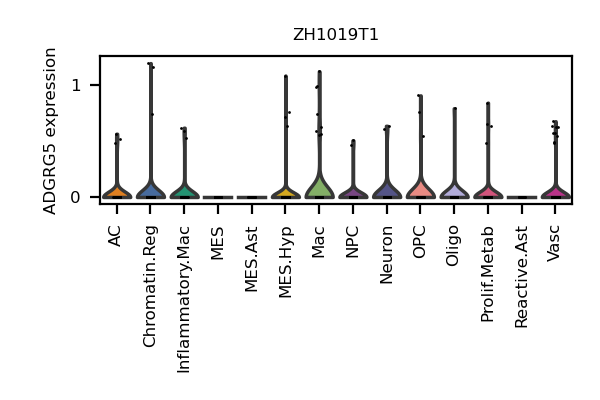 ZH1019T1
ADGRG5 expression
1
0
AC
Chromatin.Reg
Inflammatory.Mac
MES
MES.Ast
MES.Hyp
Mac
NPC
Neuron
OPC
Oligo
Prolif.Metab
Reactive.Ast
Vasc